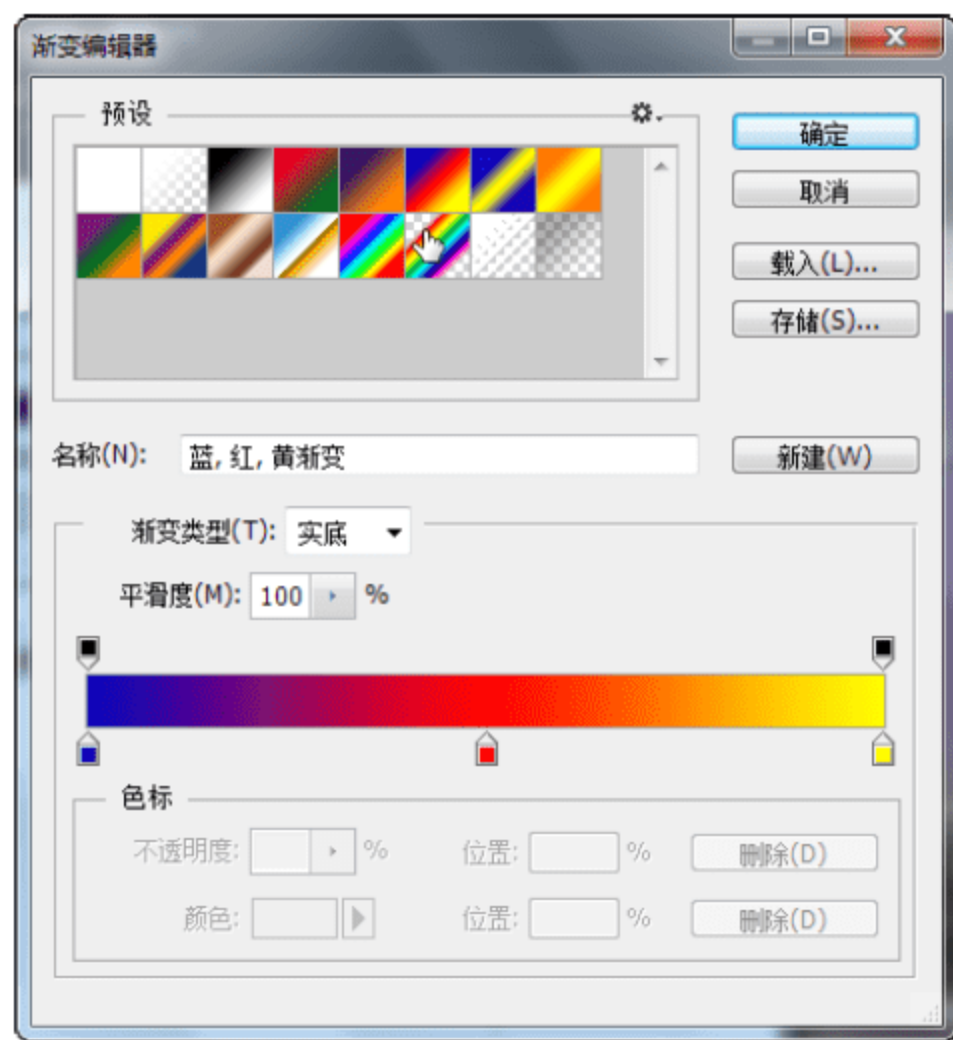 渐变编辑器
预设
确定
取消
载入(L)...
存储(S)...
名称(N): 蓝, 红, 黄渐变
新建(W)
渐变类型(T): 实底
平滑度(M): 100 %
色标
不透明度: % 位置: % 删除(D)
颜色: 位置: % 删除(D)